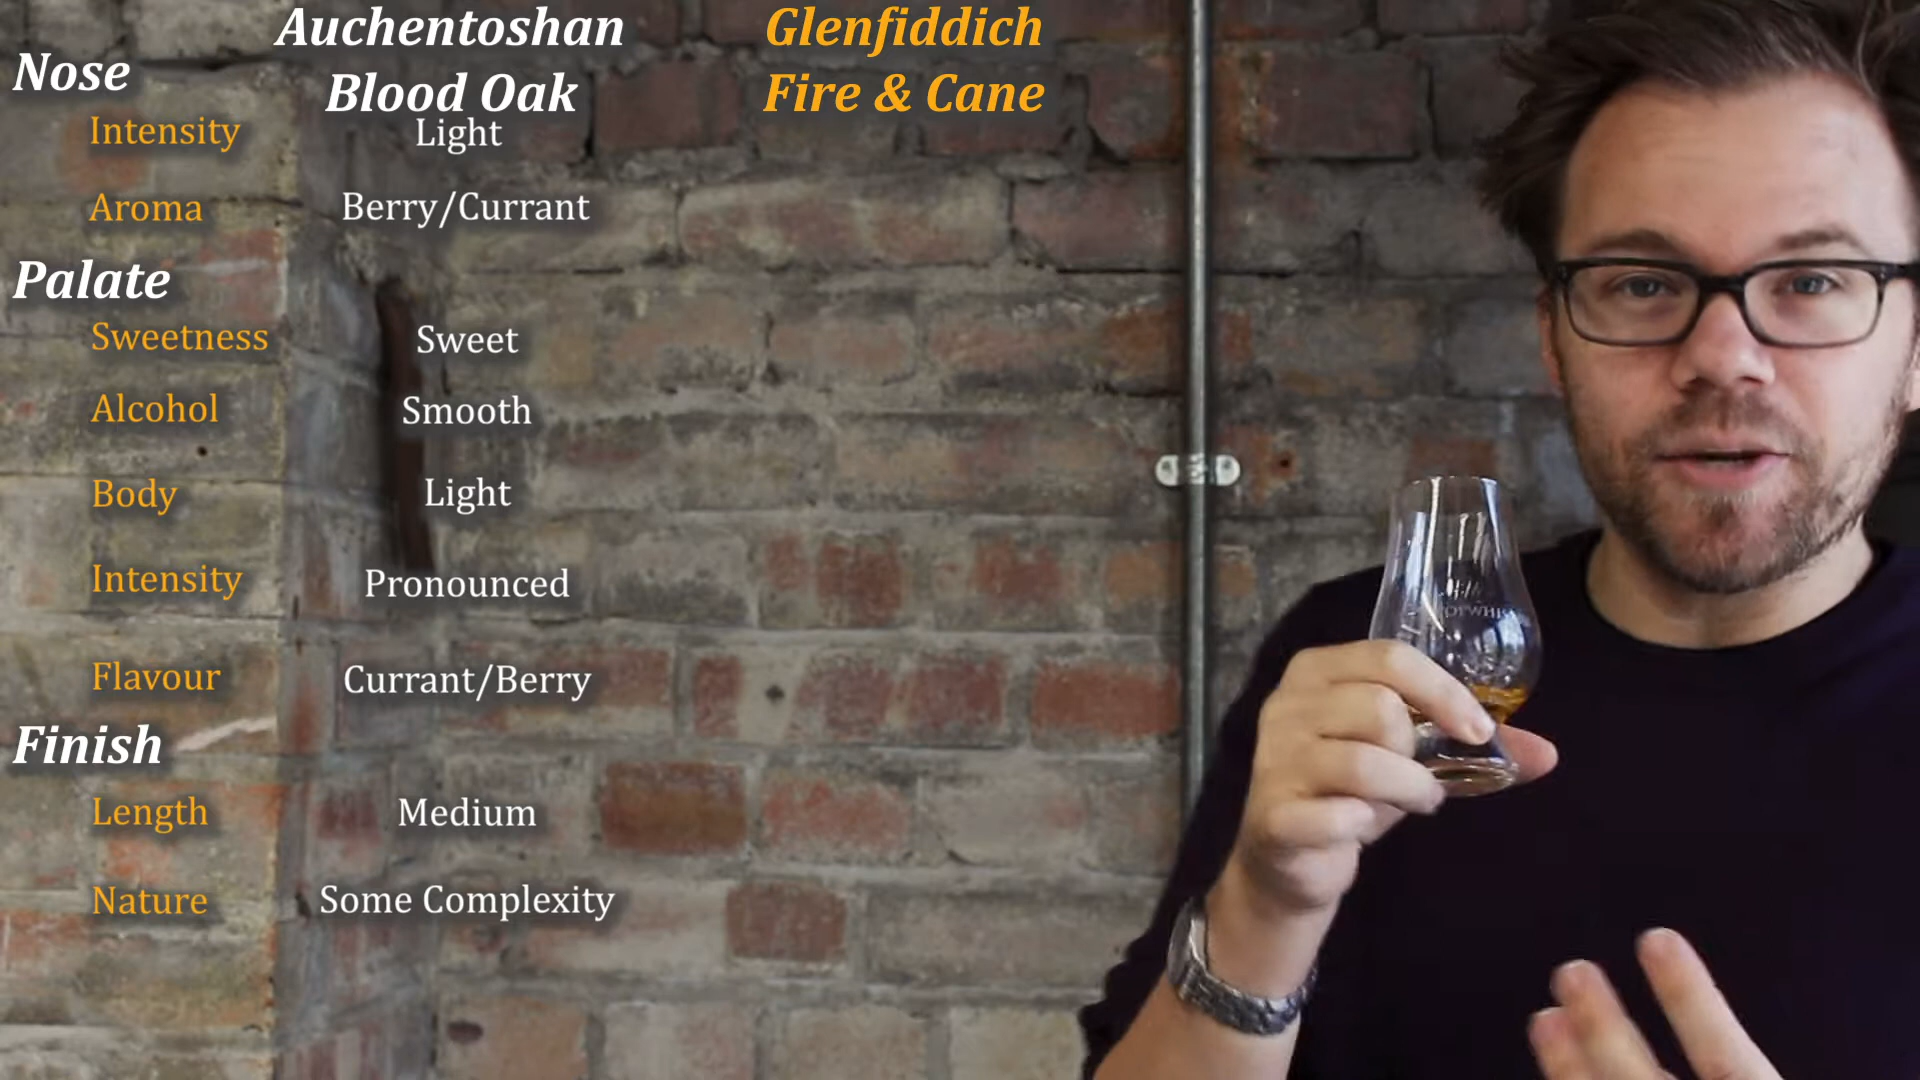 Auchentoshan
Blood Oak
Glenfiddich
Fire & Cane
Nose
Intensity Light
Aroma Berry/Currant
Palate
Sweetness Sweet
Alcohol Smooth
Body Light
Intensity Pronounced
Flavour Currant/Berry
Finish
Length Medium
Nature Some Complexity